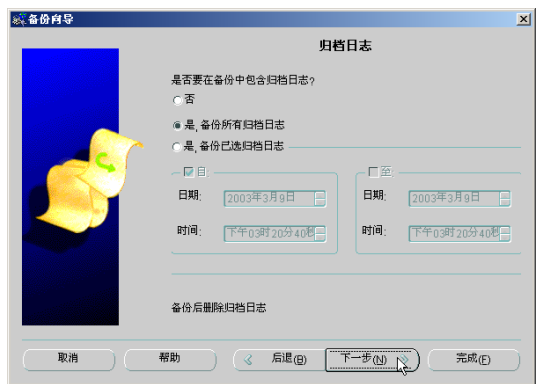 备份向导
归档日志
是否要在备份中包含归档日志?
否
是, 备份所有归档日志
是, 备份已选归档日志
自 至
日期: 2003年3月9日 日期: 2003年3月9日
时间: 下午03时20分40秒 时间: 下午03时20分40秒
备份后删除归档日志
取消 帮助 后退(B) 下一步(N) 完成(F)